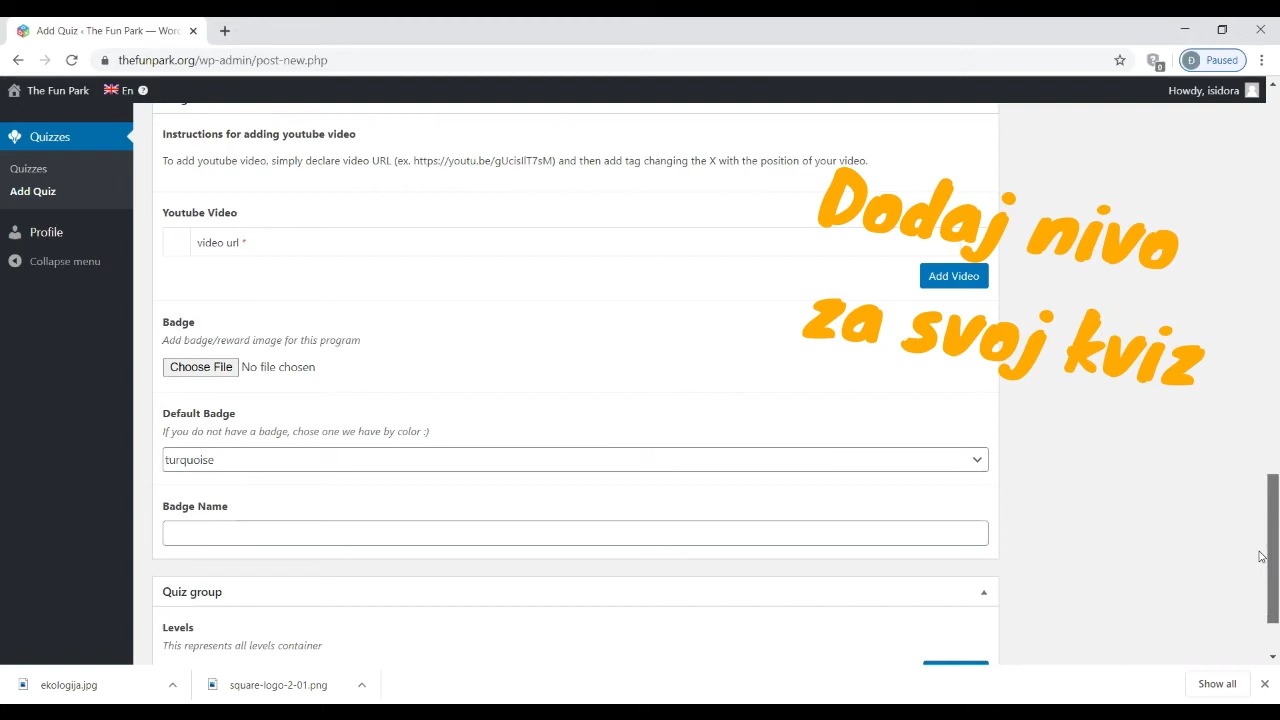 Add Quiz ‹ The Fun Park — Word
thefunpark.org/wp-admin/post-new.php
0
Đ Paused
The Fun Park
En
Howdy, isidora
Quizzes
Quizzes
Add Quiz
Profile
Collapse menu
Instructions for adding youtube video
To add youtube video, simply declare video URL (ex. https://youtu.be/gUcisIlT7sM) and then add tag changing the X with the position of your video.
Youtube Video
video url *
Add Video
Dodaj nivo
za svoj kviz
Badge
Add badge/reward image for this program
Choose File No file chosen
Default Badge
If you do not have a badge, chose one we have by color :)
turquoise
Badge Name
Quiz group
Levels
This represents all levels container
ekologija.jpg
square-logo-2-01.png
Show all